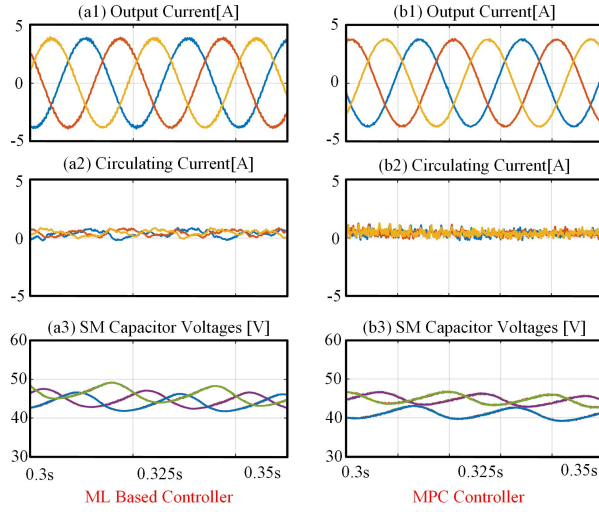 (a1) Output Current[A]
5
0
-5
(b1) Output Current[A]
5
0
-5
(a2) Circulating Current[A]
5
0
-5
(b2) Circulating Current[A]
5
0
-5
(a3) SM Capacitor Voltages [V]
60
50
40
30
0.3s 0.325s 0.35s
ML Based Controller
(b3) SM Capacitor Voltages [V]
60
50
40
30
0.3s 0.325s 0.35s
MPC Controller